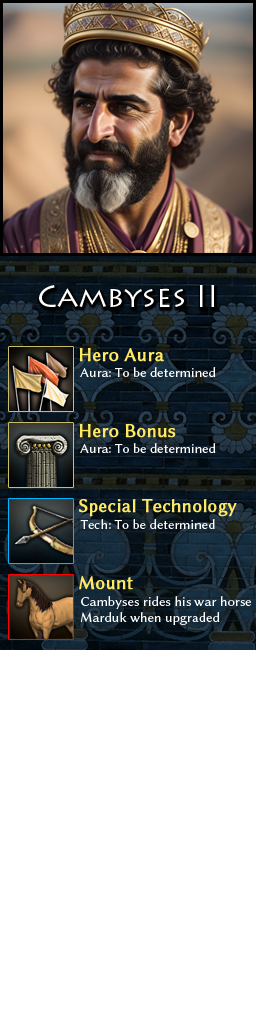 Cambyses II
Hero Aura
Aura: To be determined
Hero Bonus
Aura: To be determined
Special Technology
Tech: To be determined
Mount
Cambyses rides his war horse
Marduk when upgraded